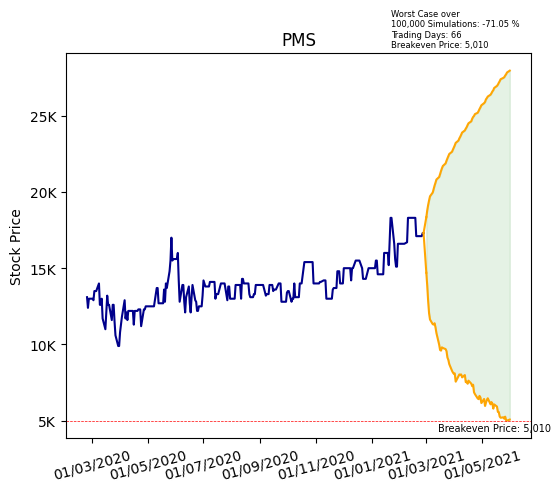 Worst Case over
100,000 Simulations: -71.05 %
Trading Days: 66
Breakeven Price: 5,010
PMS
Stock Price
25K
20K
15K
10K
5K
Breakeven Price: 5,010
01/03/2020
01/05/2020
01/07/2020
01/09/2020
01/11/2020
01/01/2021
01/03/2021
01/05/2021